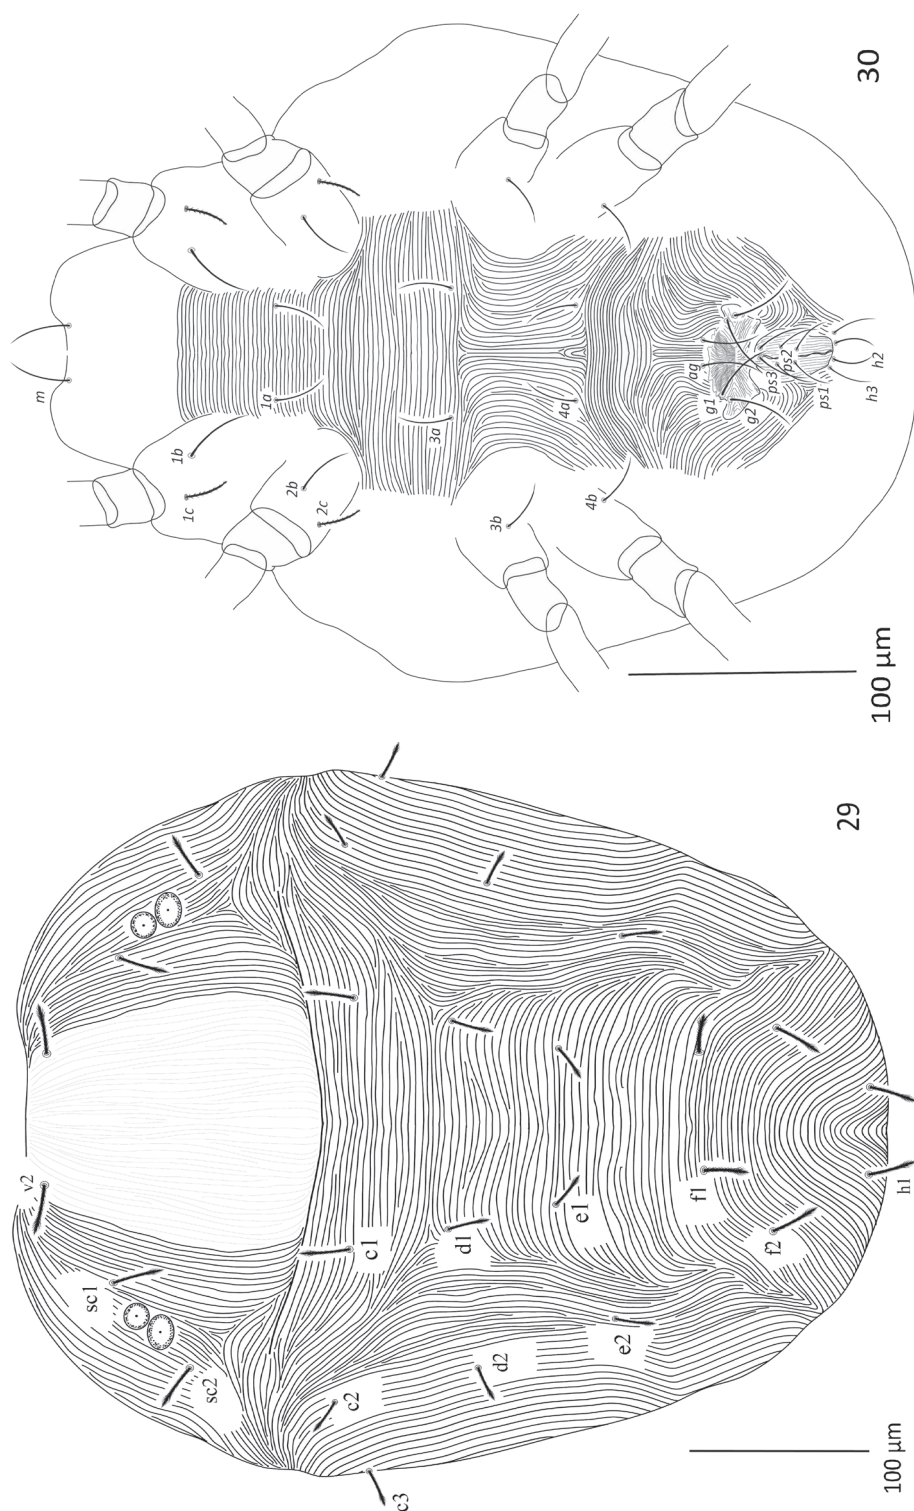 30
m
1b
1c
1a
2b
2c
3a
3b
4a
4b
ag
g1
g2
ps3
ps2
ps1
h3
h2
100 µm
29
v2
sc1
sc2
c1
c2
c3
d1
d2
e1
e2
f1
f2
h1
100 µm